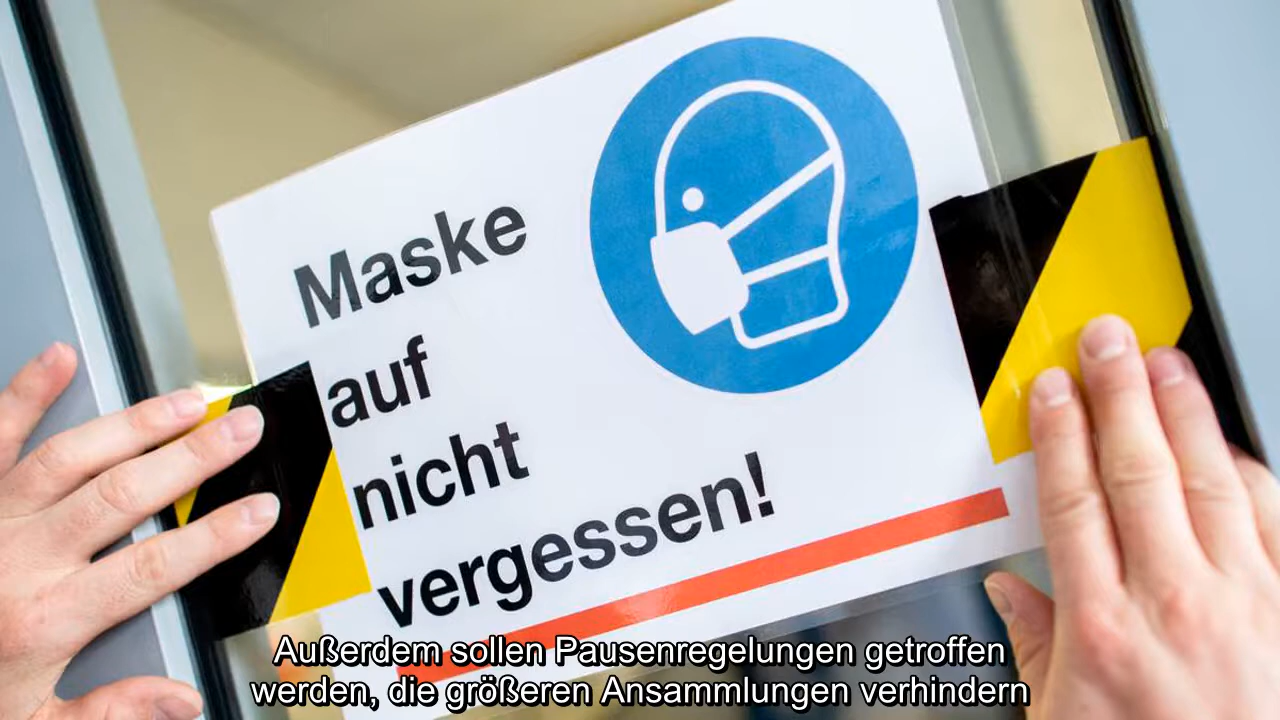 Maske
auf
nicht
vergessen!
Außerdem sollen Pausenregelungen getroffen
werden, die größeren Ansammlungen verhindern